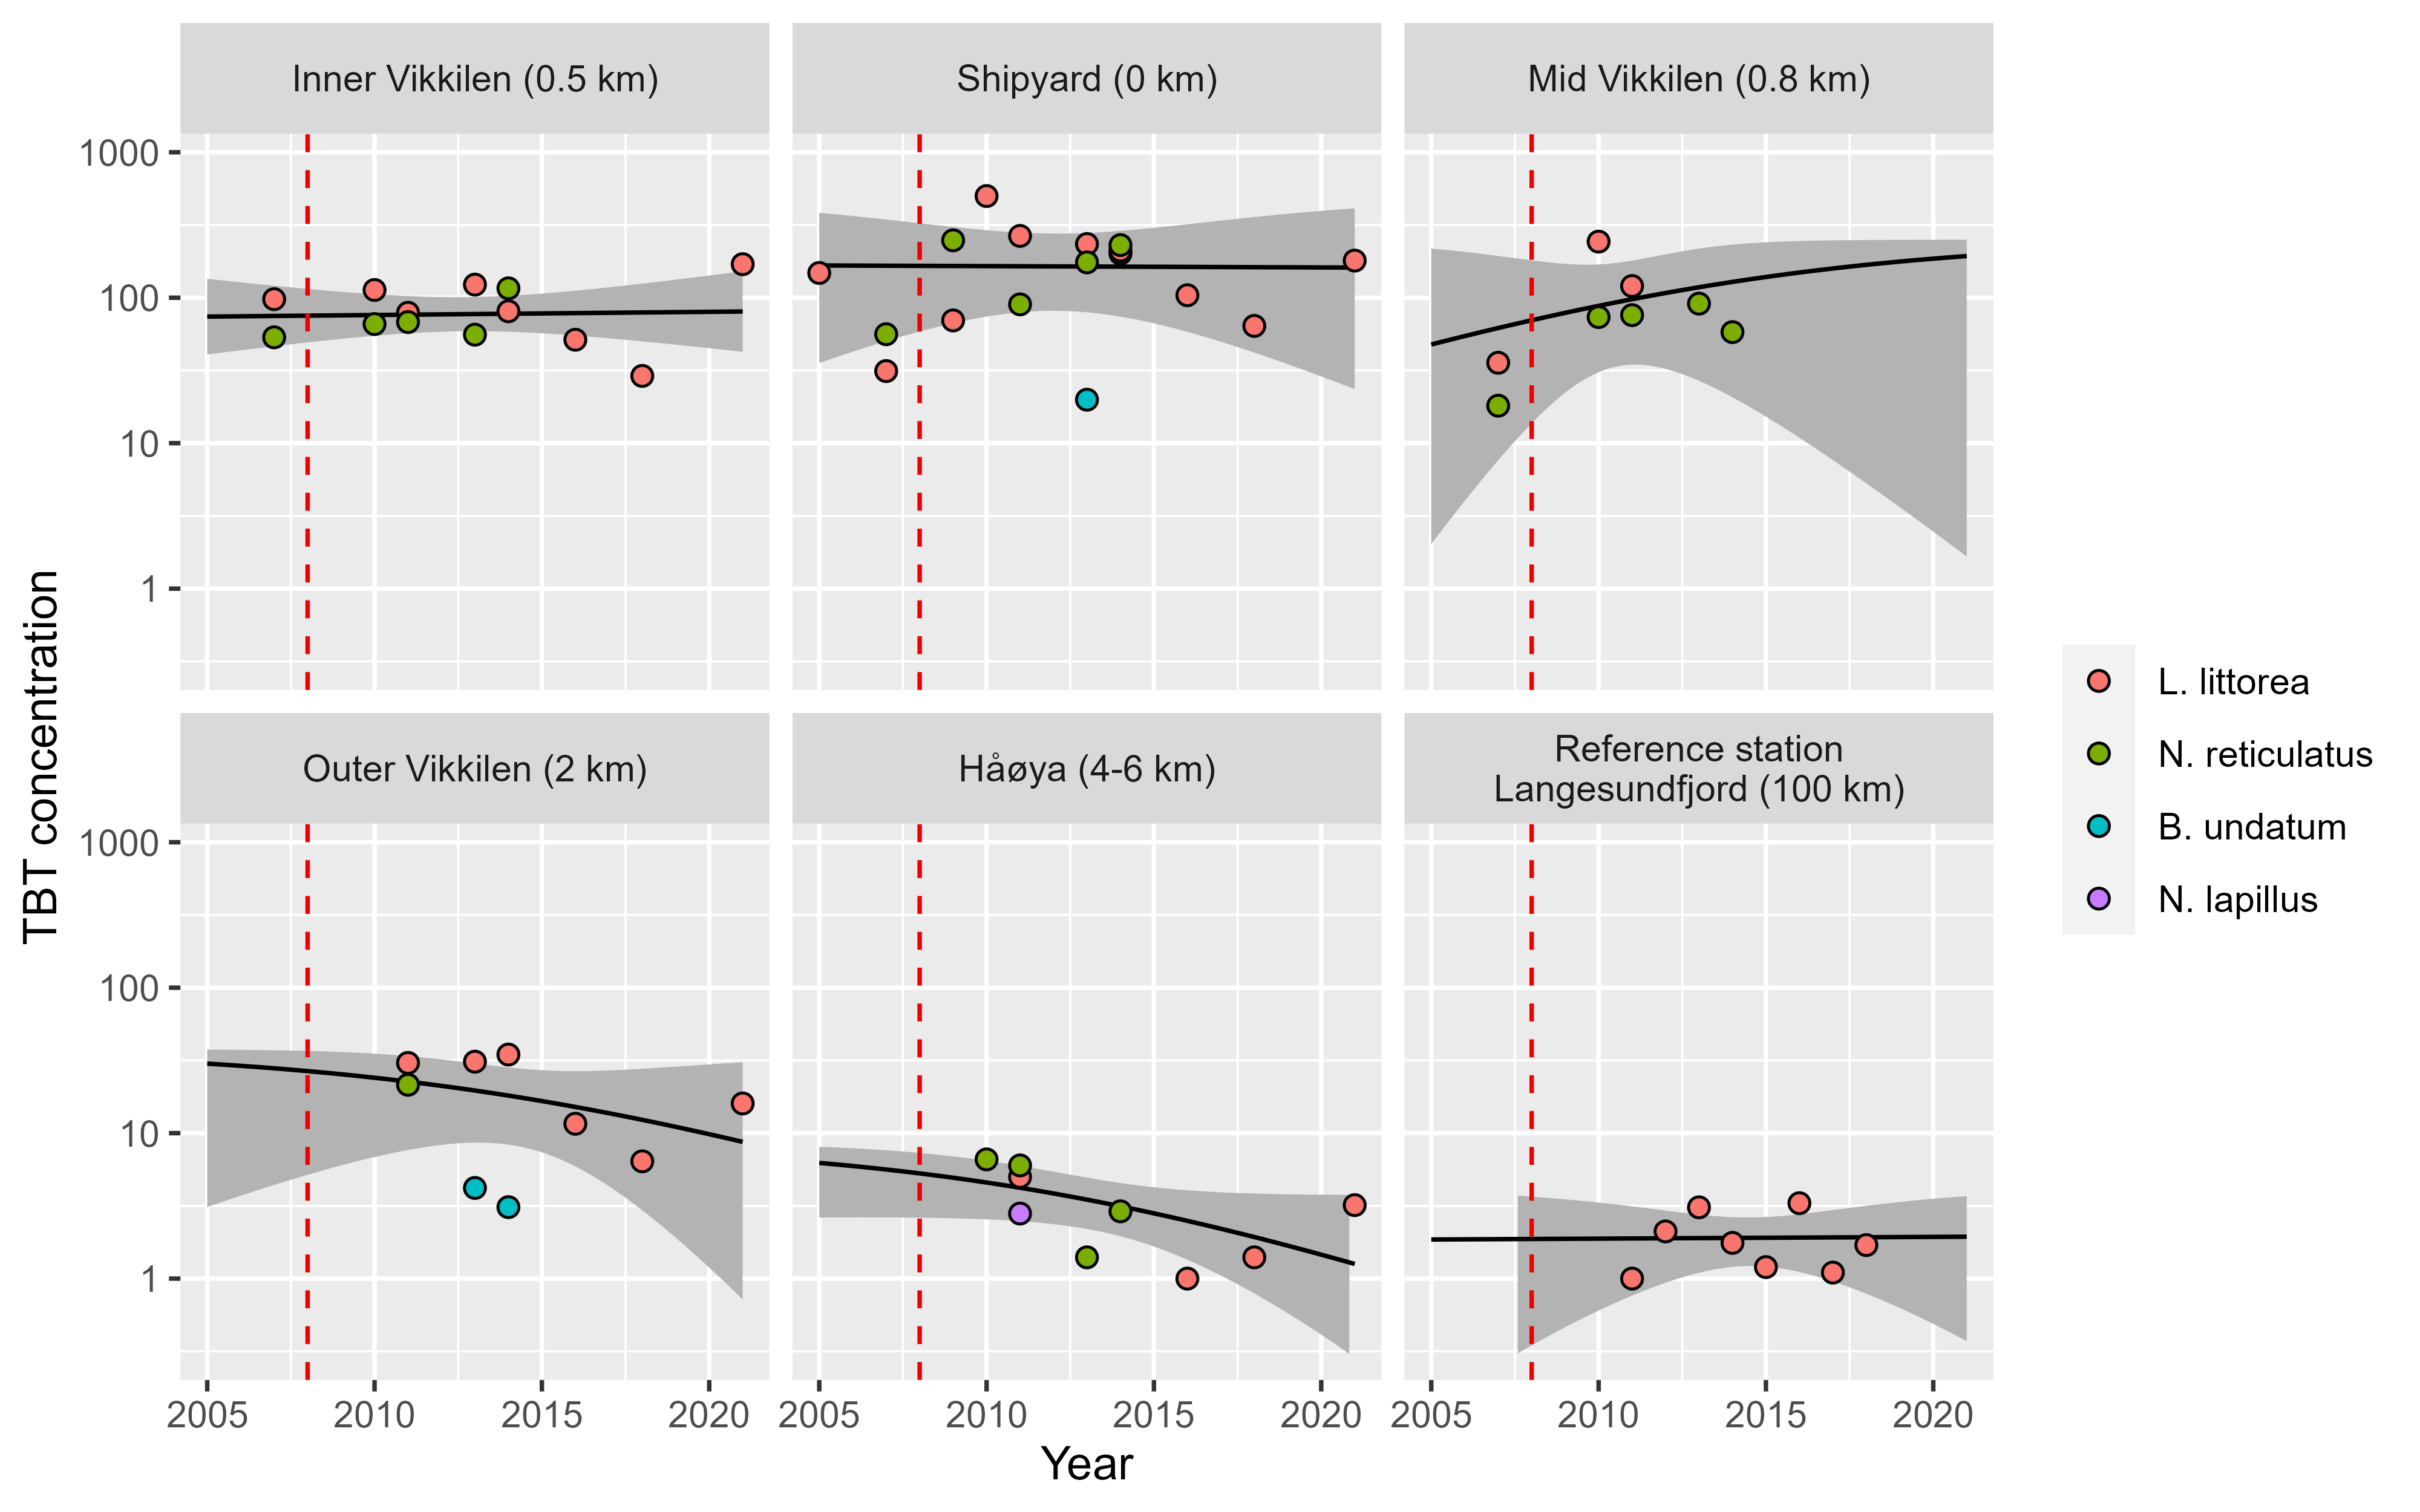 Inner Vikkilen (0.5 km)
Shipyard (0 km)
Mid Vikkilen (0.8 km)
1000
100
10
1
Outer Vikkilen (2 km)
Håøya (4-6 km)
Reference station
Langesundfjord (100 km)
1000
100
10
1
TBT concentration
2005
2010
2015
2020
2005
2010
2015
2020
2005
2010
2015
2020
Year
L. littorea
N. reticulatus
B. undatum
N. lapillus